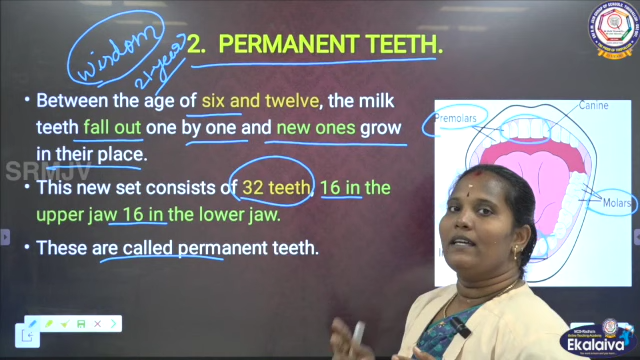 wisdom
21-years
2. PERMANENT TEETH.
• Between the age of six and twelve, the milk
teeth fall out one by one and new ones grow
in their place.
• This new set consists of 32 teeth, 16 in the
upper jaw 16 in the lower jaw.
• These are called permanent teeth.
SRMJV
Canine
Premolars
Molars
Ekalaiva